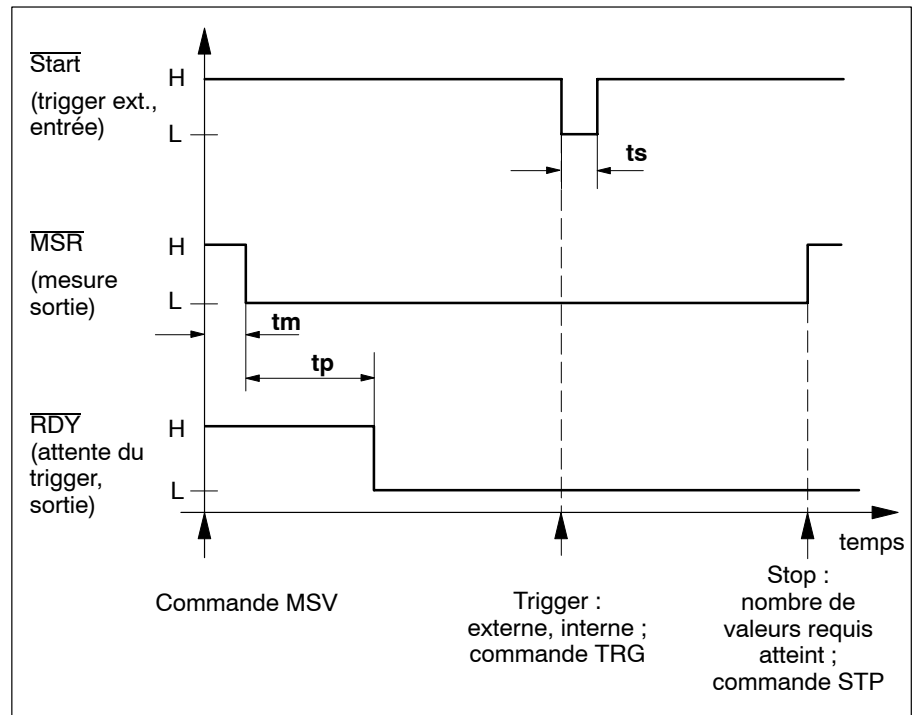 Start
(trigger ext.,
entrée)
H
L
ts
MSR
(mesure
sortie)
H
L
tm
tp
RDY
(attente du
trigger,
sortie)
H
L
temps
Commande MSV
Trigger :
externe, interne ;
commande TRG
Stop :
nombre de
valeurs requis
atteint ;
commande STP